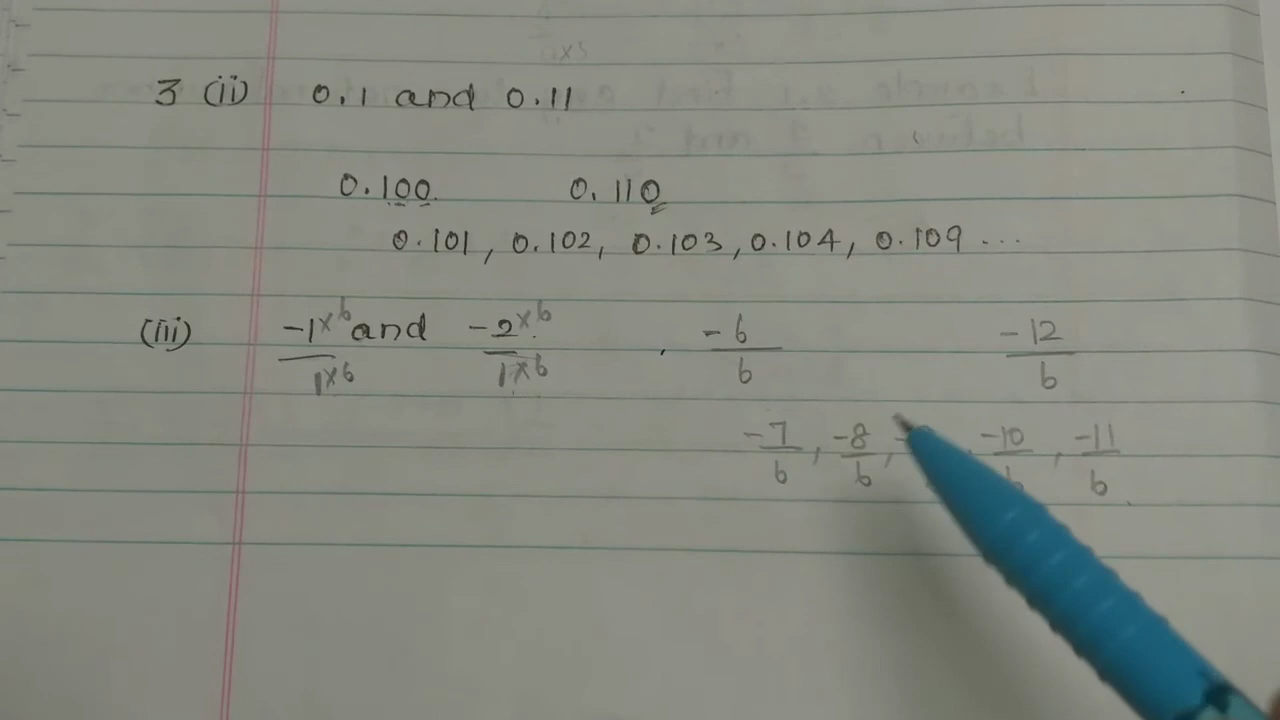 3 (ii) 0.1 and 0.11
0.100 0.110
0.101, 0.102, 0.103, 0.104, 0.109 ...
(iii) -1×6/1×6 and -2×6/1×6 -6/6 -12/6
-7/6, -8/6, -10/6, -11/6